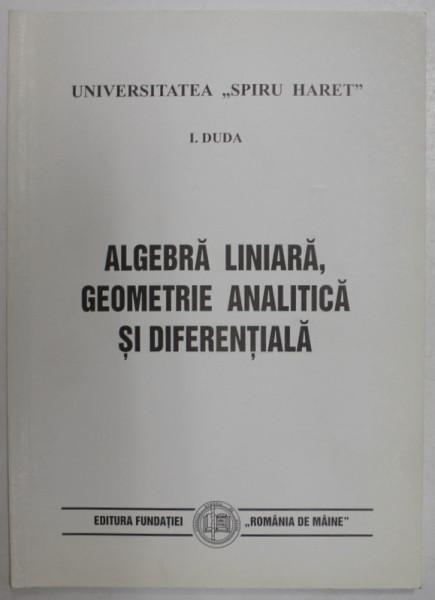 UNIVERSITATEA „SPIRU HARET”
I. DUDA
ALGEBRĂ LINIARĂ,
GEOMETRIE ANALITICĂ
ȘI DIFERENȚIALĂ
EDITURA FUNDAȚIEI „ROMÂNIA DE MÂINE”